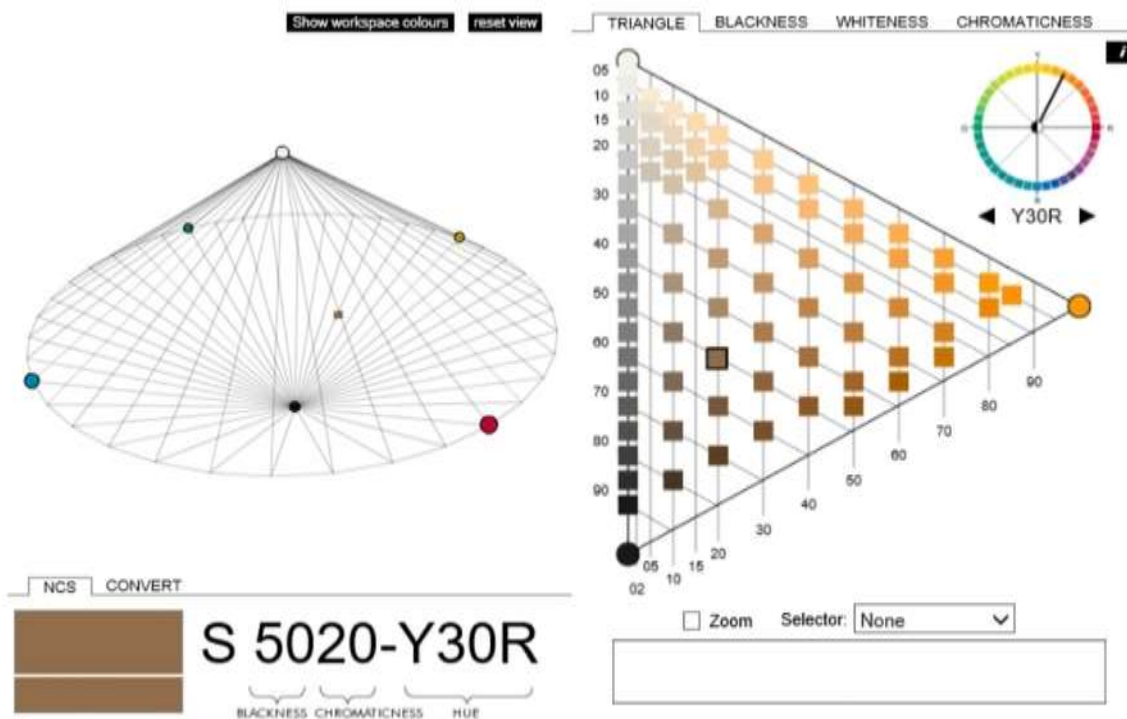 Show workspace colours reset view
TRIANGLE BLACKNESS WHITENESS CHROMATICNESS
i
05
10
15
20
30
40
50
60
70
80
90
Y
G
R
B
Y30R
90
80
70
60
50
40
30
20
15
10
05
02
NCS CONVERT
S 5020-Y30R
BLACKNESS CHROMATICNESS HUE
Zoom Selector: None